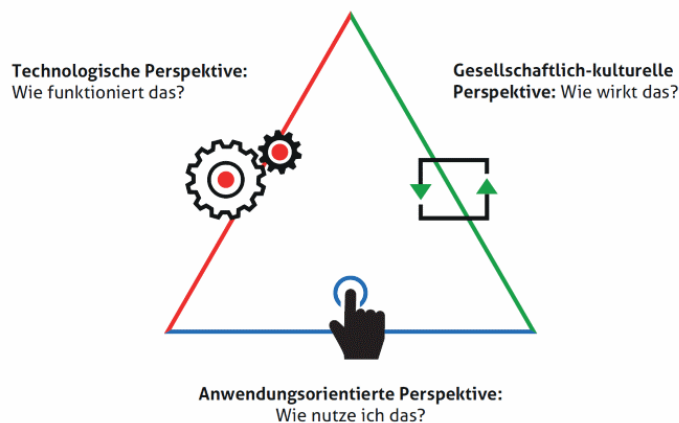 Technologische Perspektive:
Wie funktioniert das?
Gesellschaftlich-kulturelle
Perspektive: Wie wirkt das?
Anwendungsorientierte Perspektive:
Wie nutze ich das?